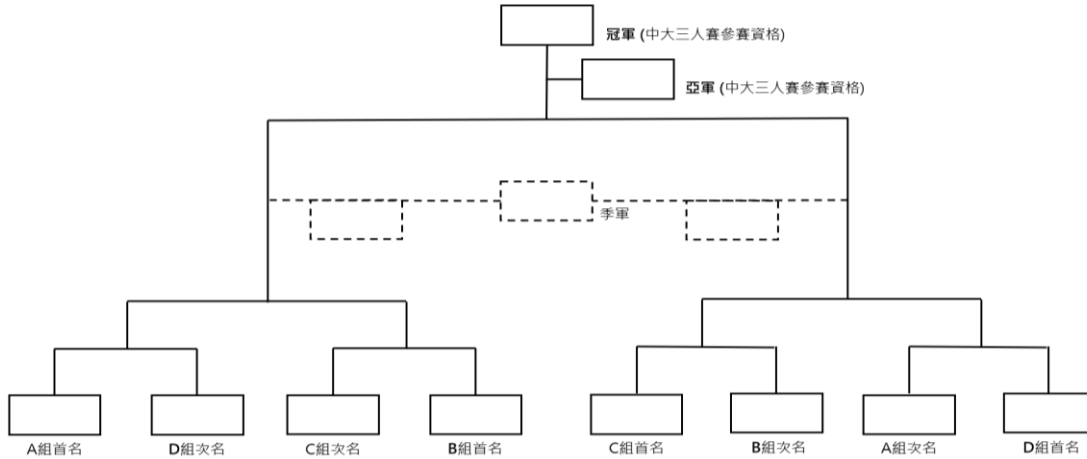 冠軍 (中大三人賽參賽資格)
亞軍 (中大三人賽參賽資格)
季軍
A組首名
D組次名
C組次名
B組首名
C組首名
B組次名
A組次名
D組首名